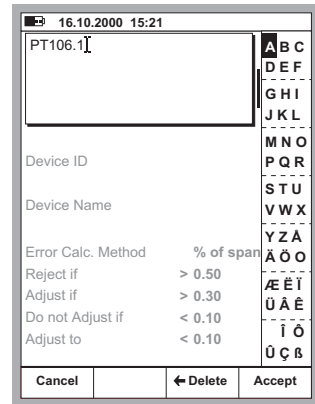 16.10.2000 15:21
PT106.1
Device ID
Device Name
Error Calc. Method % of span
Reject if > 0.50
Adjust if > 0.30
Do not Adjust if < 0.10
Adjust to < 0.10
A B C
D E F
G H I
J K L
M N O
P Q R
S T U
V W X
Y Z Å
Ä Ö O
Æ Ë Ï
Ü Â Ê
Î Ô
Û Ç ß
Cancel ← Delete Accept